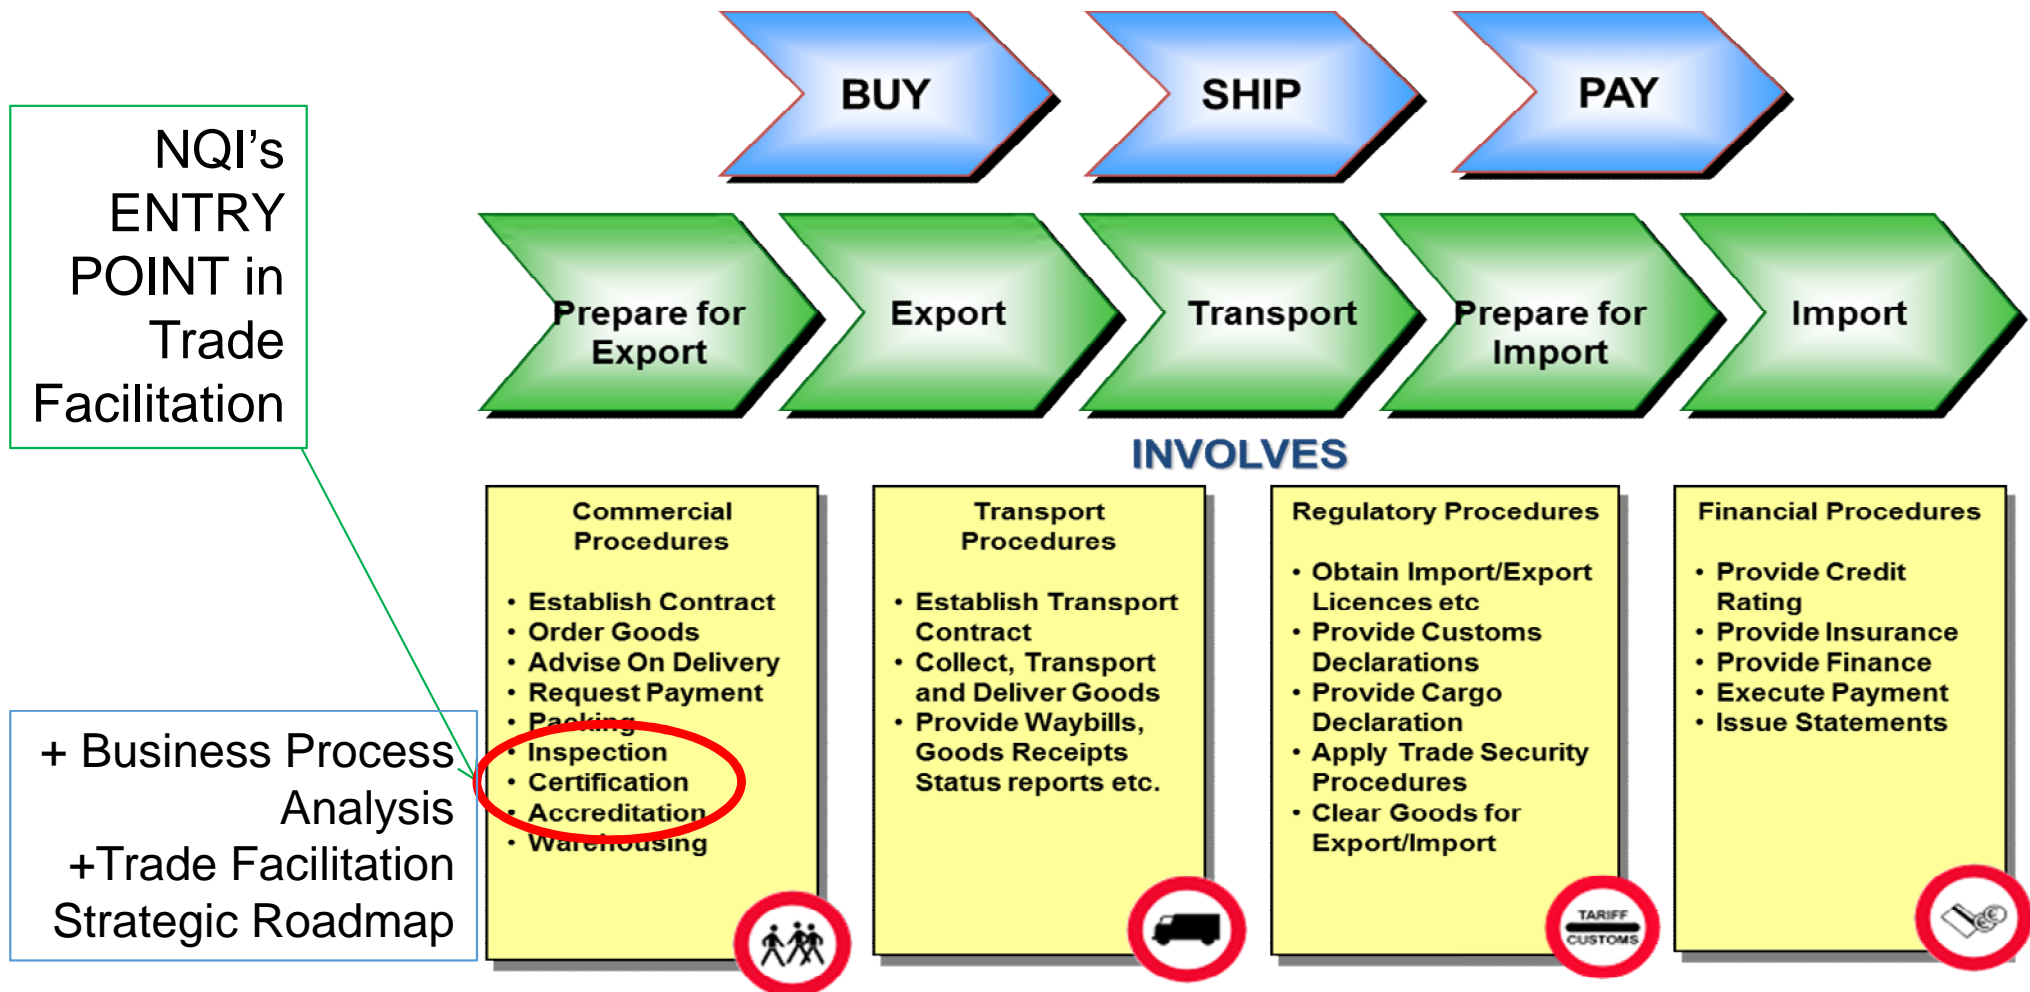 BUY
SHIP
PAY
NQI’s
ENTRY
POINT in
Trade
Facilitation
Prepare for
Export
Export
Transport
Prepare for
Import
Import
INVOLVES
Commercial
Procedures
• Establish Contract
• Order Goods
• Advise On Delivery
• Request Payment
• Packing
• Inspection
• Certification
• Accreditation
• Warehousing
Transport
Procedures
• Establish Transport
Contract
• Collect, Transport
and Deliver Goods
• Provide Waybills,
Goods Receipts
Status reports etc.
Regulatory Procedures
• Obtain Import/Export
Licences etc
• Provide Customs
Declarations
• Provide Cargo
Declaration
• Apply Trade Security
Procedures
• Clear Goods for
Export/Import
TARIFF
CUSTOMS
Financial Procedures
• Provide Credit
Rating
• Provide Insurance
• Provide Finance
• Execute Payment
• Issue Statements
+ Business Process
Analysis
+Trade Facilitation
Strategic Roadmap